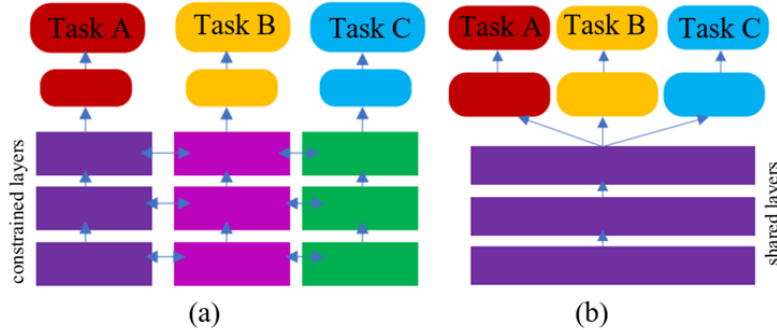 Task A
Task B
Task C
constrained layers
(a)
Task A
Task B
Task C
shared layers
(b)